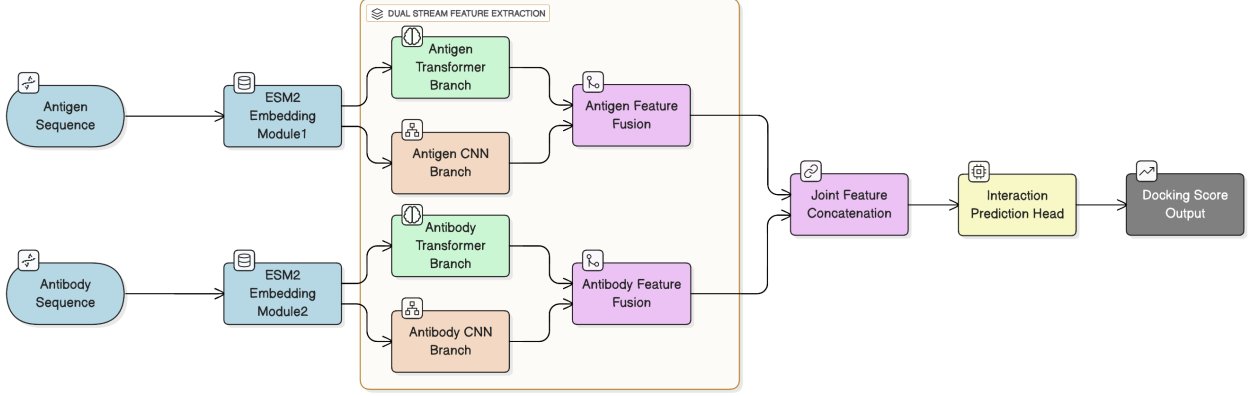 DUAL STREAM FEATURE EXTRACTION
Antigen
Sequence
ESM2
Embedding
Module1
Antigen
Transformer
Branch
Antigen CNN
Branch
Antigen Feature
Fusion
Antibody
Sequence
ESM2
Embedding
Module2
Antibody
Transformer
Branch
Antibody CNN
Branch
Antibody Feature
Fusion
Joint Feature
Concatenation
Interaction
Prediction Head
Docking Score
Output